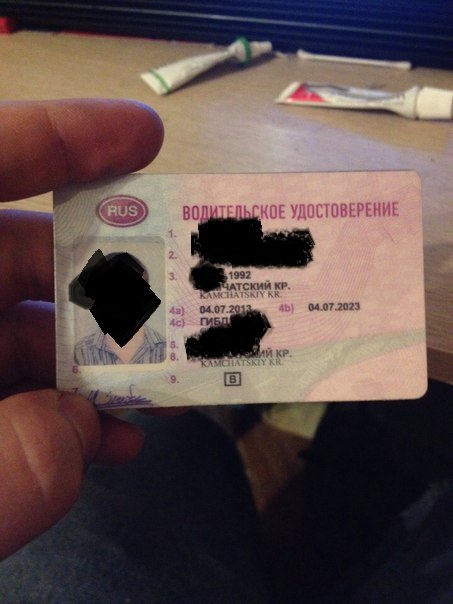 RUS
ВОДИТЕЛЬСКОЕ УДОСТОВЕРЕНИЕ
1.
2.
3. .1992
ЧАТСКИЙ КР.
KAMCHATSKIY KR.
4a) 04.07.2013 4b) 04.07.2023
4c) ГИБД
5.
8. КИЙ КР.
KAMCHATSKIY KR.
6.
7.
9. B